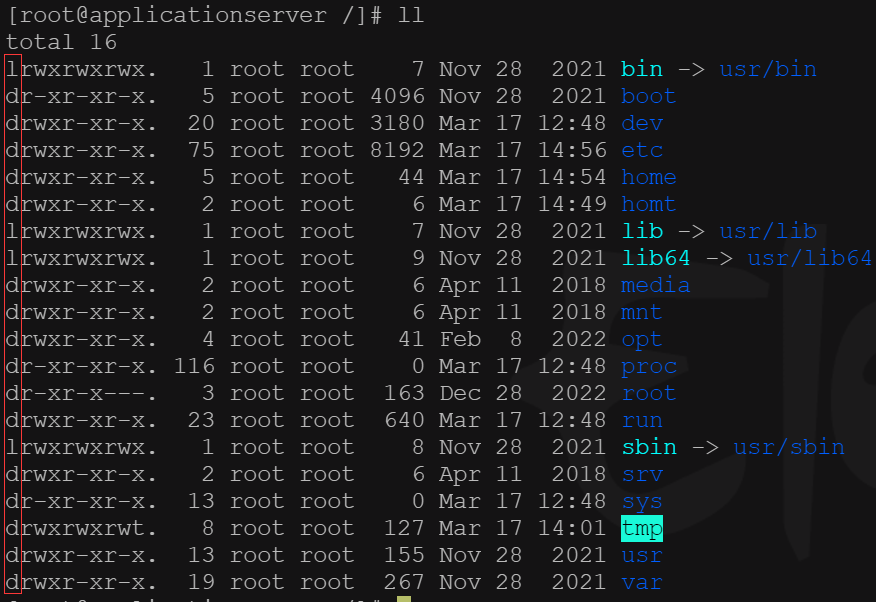 [root@applicationserver /]# ll
total 16
lrwxrwxrwx.   1 root root    7 Nov 28  2021 bin -> usr/bin
dr-xr-xr-x.   5 root root 4096 Nov 28  2021 boot
drwxr-xr-x.  20 root root 3180 Mar 17 12:48 dev
drwxr-xr-x.  75 root root 8192 Mar 17 14:56 etc
drwxr-xr-x.   5 root root   44 Mar 17 14:54 home
drwxr-xr-x.   2 root root    6 Mar 17 14:49 homt
lrwxrwxrwx.   1 root root    7 Nov 28  2021 lib -> usr/lib
lrwxrwxrwx.   1 root root    9 Nov 28  2021 lib64 -> usr/lib64
drwxr-xr-x.   2 root root    6 Apr 11  2018 media
drwxr-xr-x.   2 root root    6 Apr 11  2018 mnt
drwxr-xr-x.   4 root root   41 Feb  8  2022 opt
dr-xr-xr-x. 116 root root    0 Mar 17 12:48 proc
dr-xr-x---.   3 root root  163 Dec 28  2022 root
drwxr-xr-x.  23 root root  640 Mar 17 12:48 run
lrwxrwxrwx.   1 root root    8 Nov 28  2021 sbin -> usr/sbin
drwxr-xr-x.   2 root root    6 Apr 11  2018 srv
dr-xr-xr-x.  13 root root    0 Mar 17 12:48 sys
drwxrwxrwt.   8 root root  127 Mar 17 14:01 tmp
drwxr-xr-x.  13 root root  155 Nov 28  2021 usr
drwxr-xr-x.  19 root root  267 Nov 28  2021 var